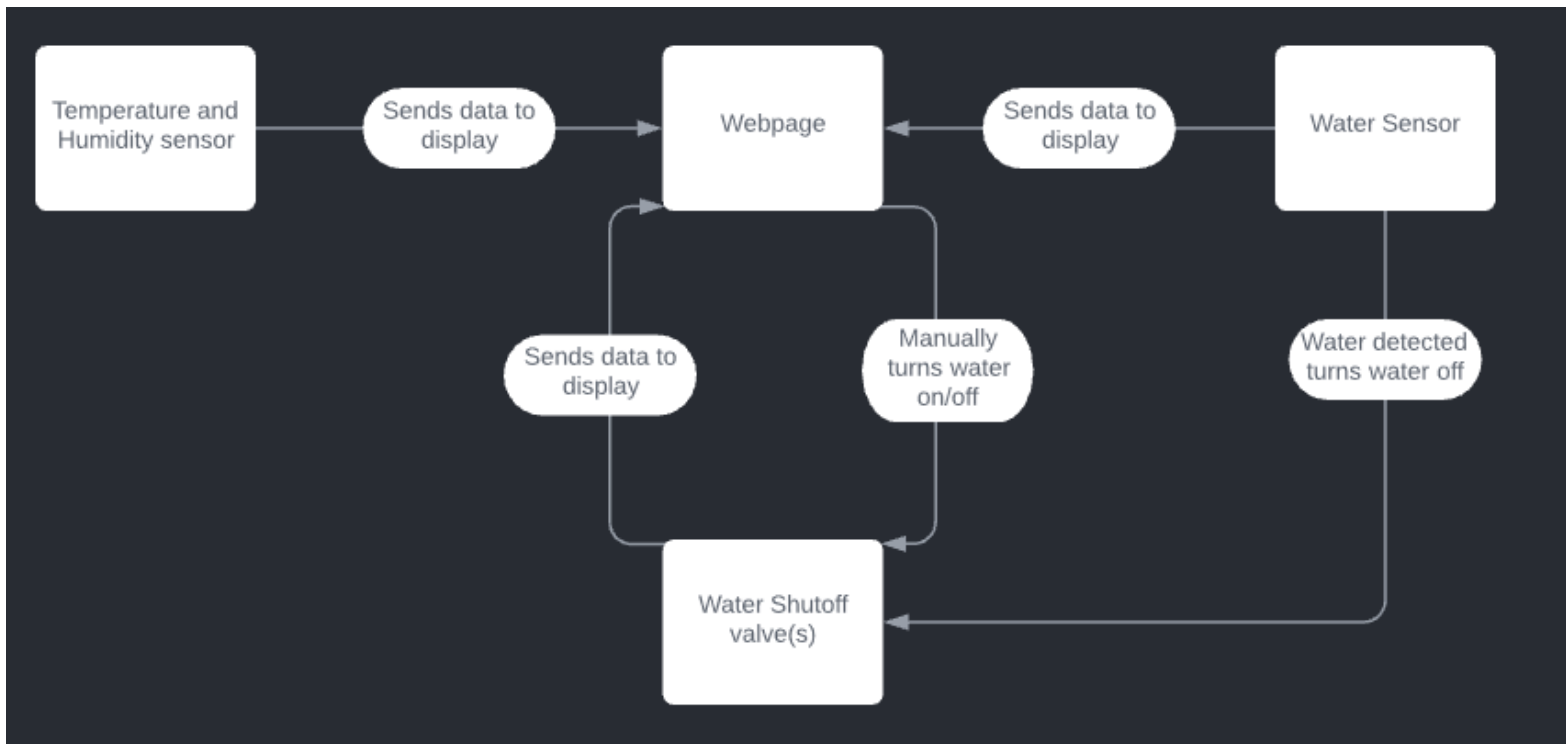 Temperature and
Humidity sensor
Sends data to
display
Webpage
Sends data to
display
Water Sensor
Sends data to
display
Manually
turns water
on/off
Water detected
turns water off
Water Shutoff
valve(s)